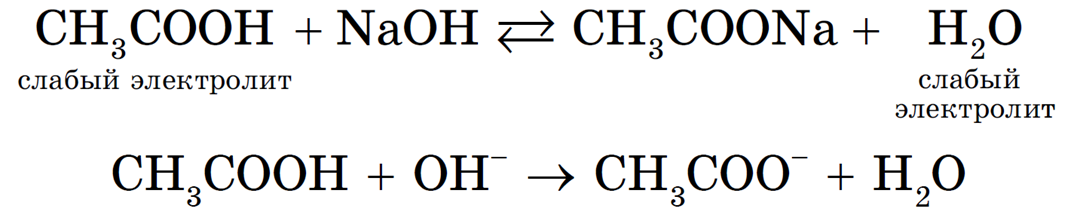 CH₃COOH + NaOH ⇄ CH₃COONa + H₂O
слабый электролит слабый
электролит
CH₃COOH + OH⁻ → CH₃COO⁻ + H₂O